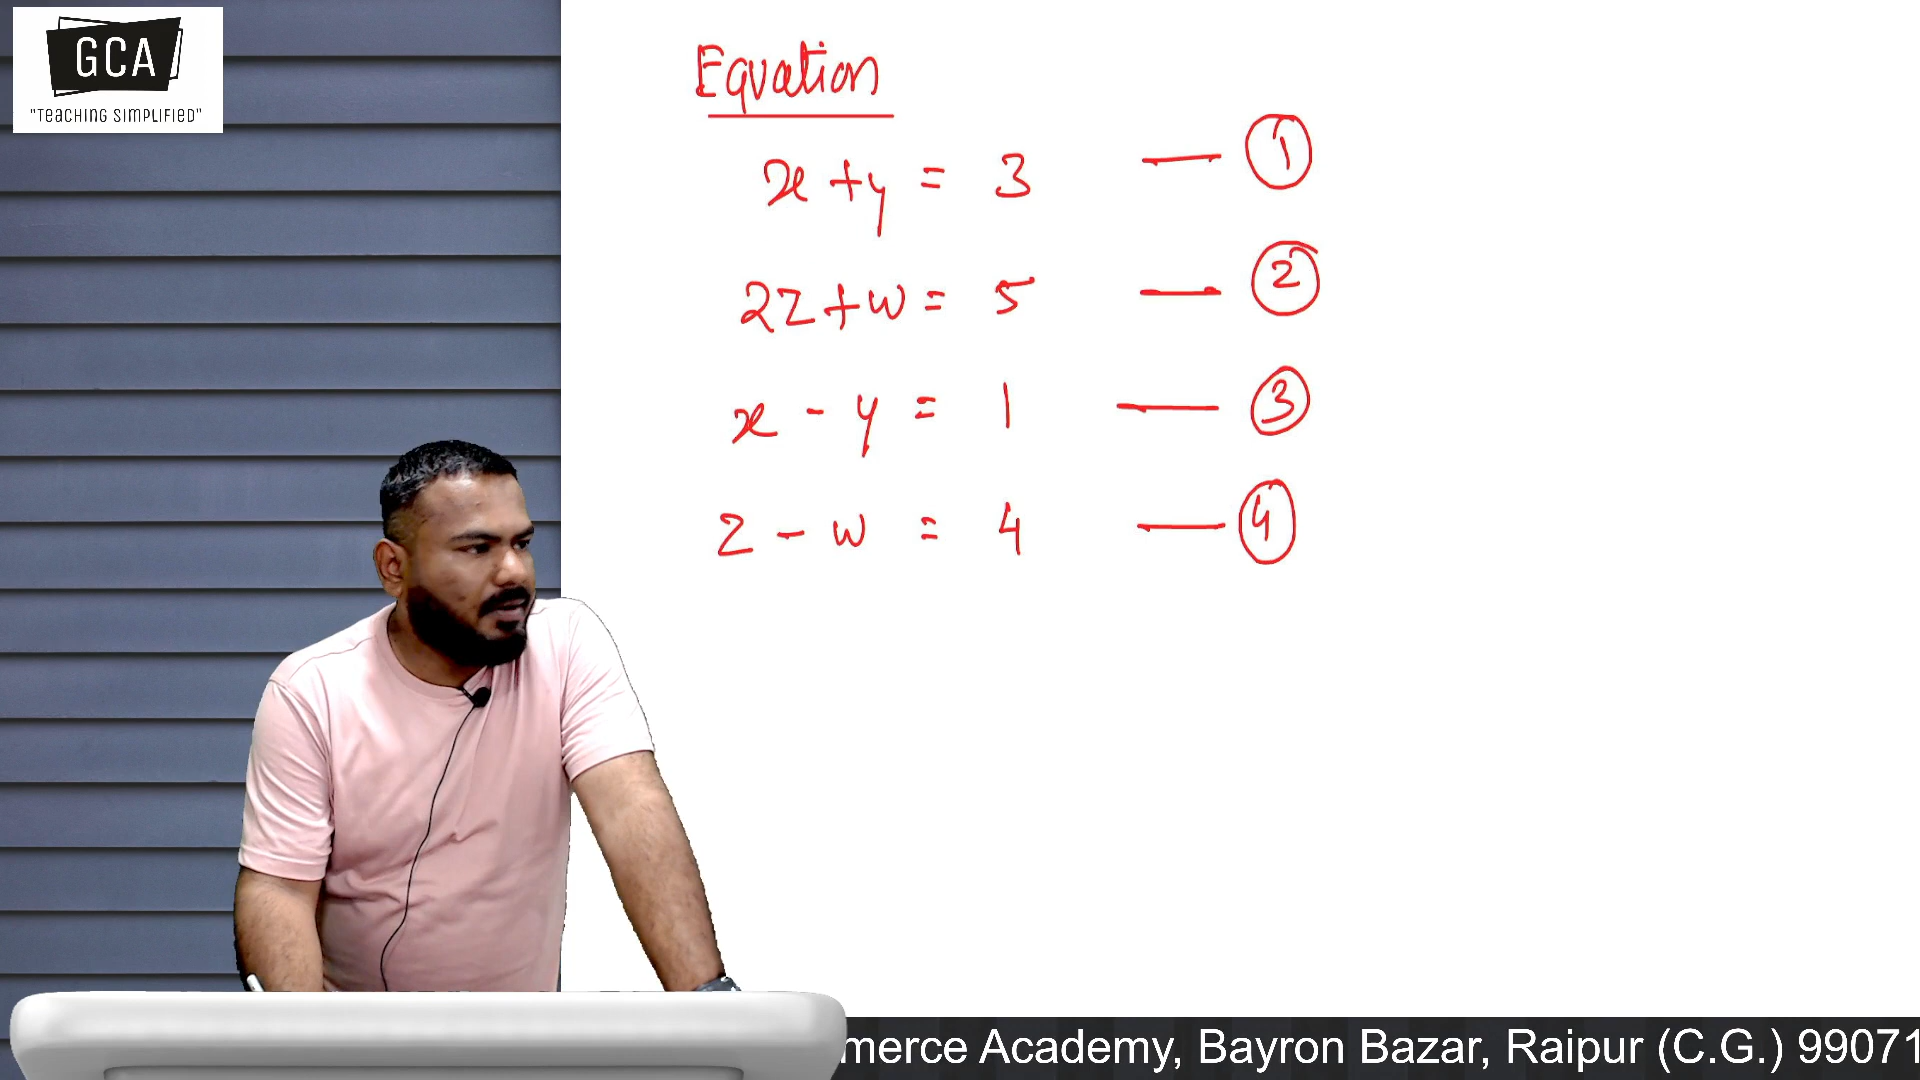 GCA
"TEACHING SIMPLIFIED"
Equation
x + y = 3 — 1
2z + w = 5 — 2
x - y = 1 — 3
z - w = 4 — 4
merce Academy, Bayron Bazar, Raipur (C.G.) 99071